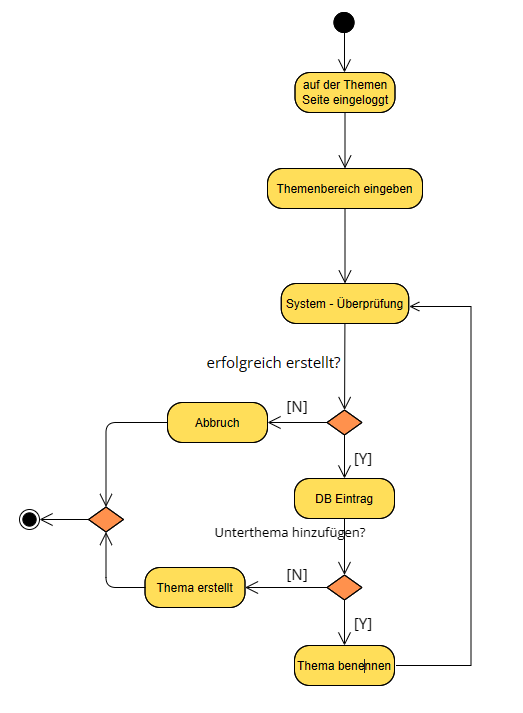 auf der Themen
Seite eingeloggt
Themenbereich eingeben
System - Überprüfung
erfolgreich erstellt?
[N]
Abbruch
[Y]
DB Eintrag
Unterthema hinzufügen?
[N]
Thema erstellt
[Y]
Thema benennen